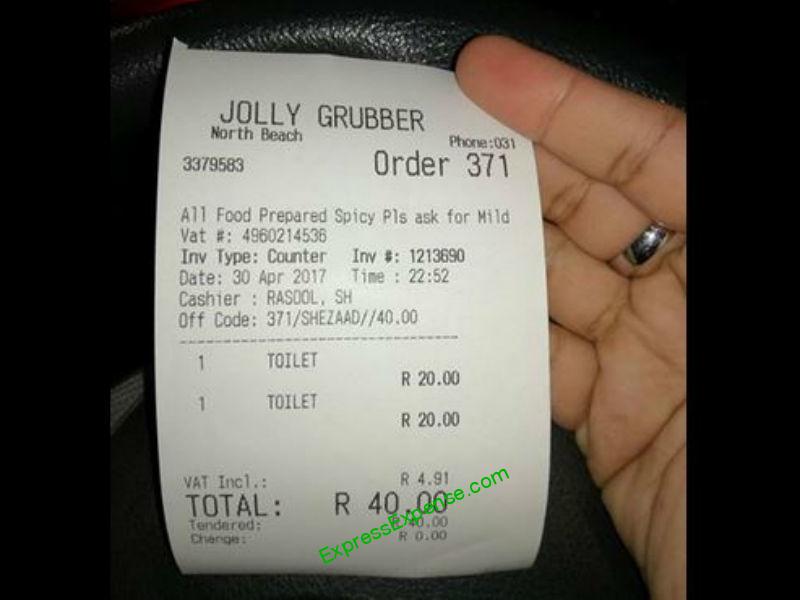 JOLLY GRUBBER
North Beach
Phone:031
3379583
Order 371
All Food Prepared Spicy Pls ask for Mild
Vat #: 4960214536
Inv Type: Counter Inv #: 1213690
Date: 30 Apr 2017 Time : 22:52
Cashier : RASOOL, SH
Off Code: 371/SHEZAAD//40.00
1 TOILET
R 20.00
1 TOILET
R 20.00
VAT Incl.: R 4.91
TOTAL: R 40.00
Tendered: R 40.00
Change: R 0.00
ExpressExpense.com